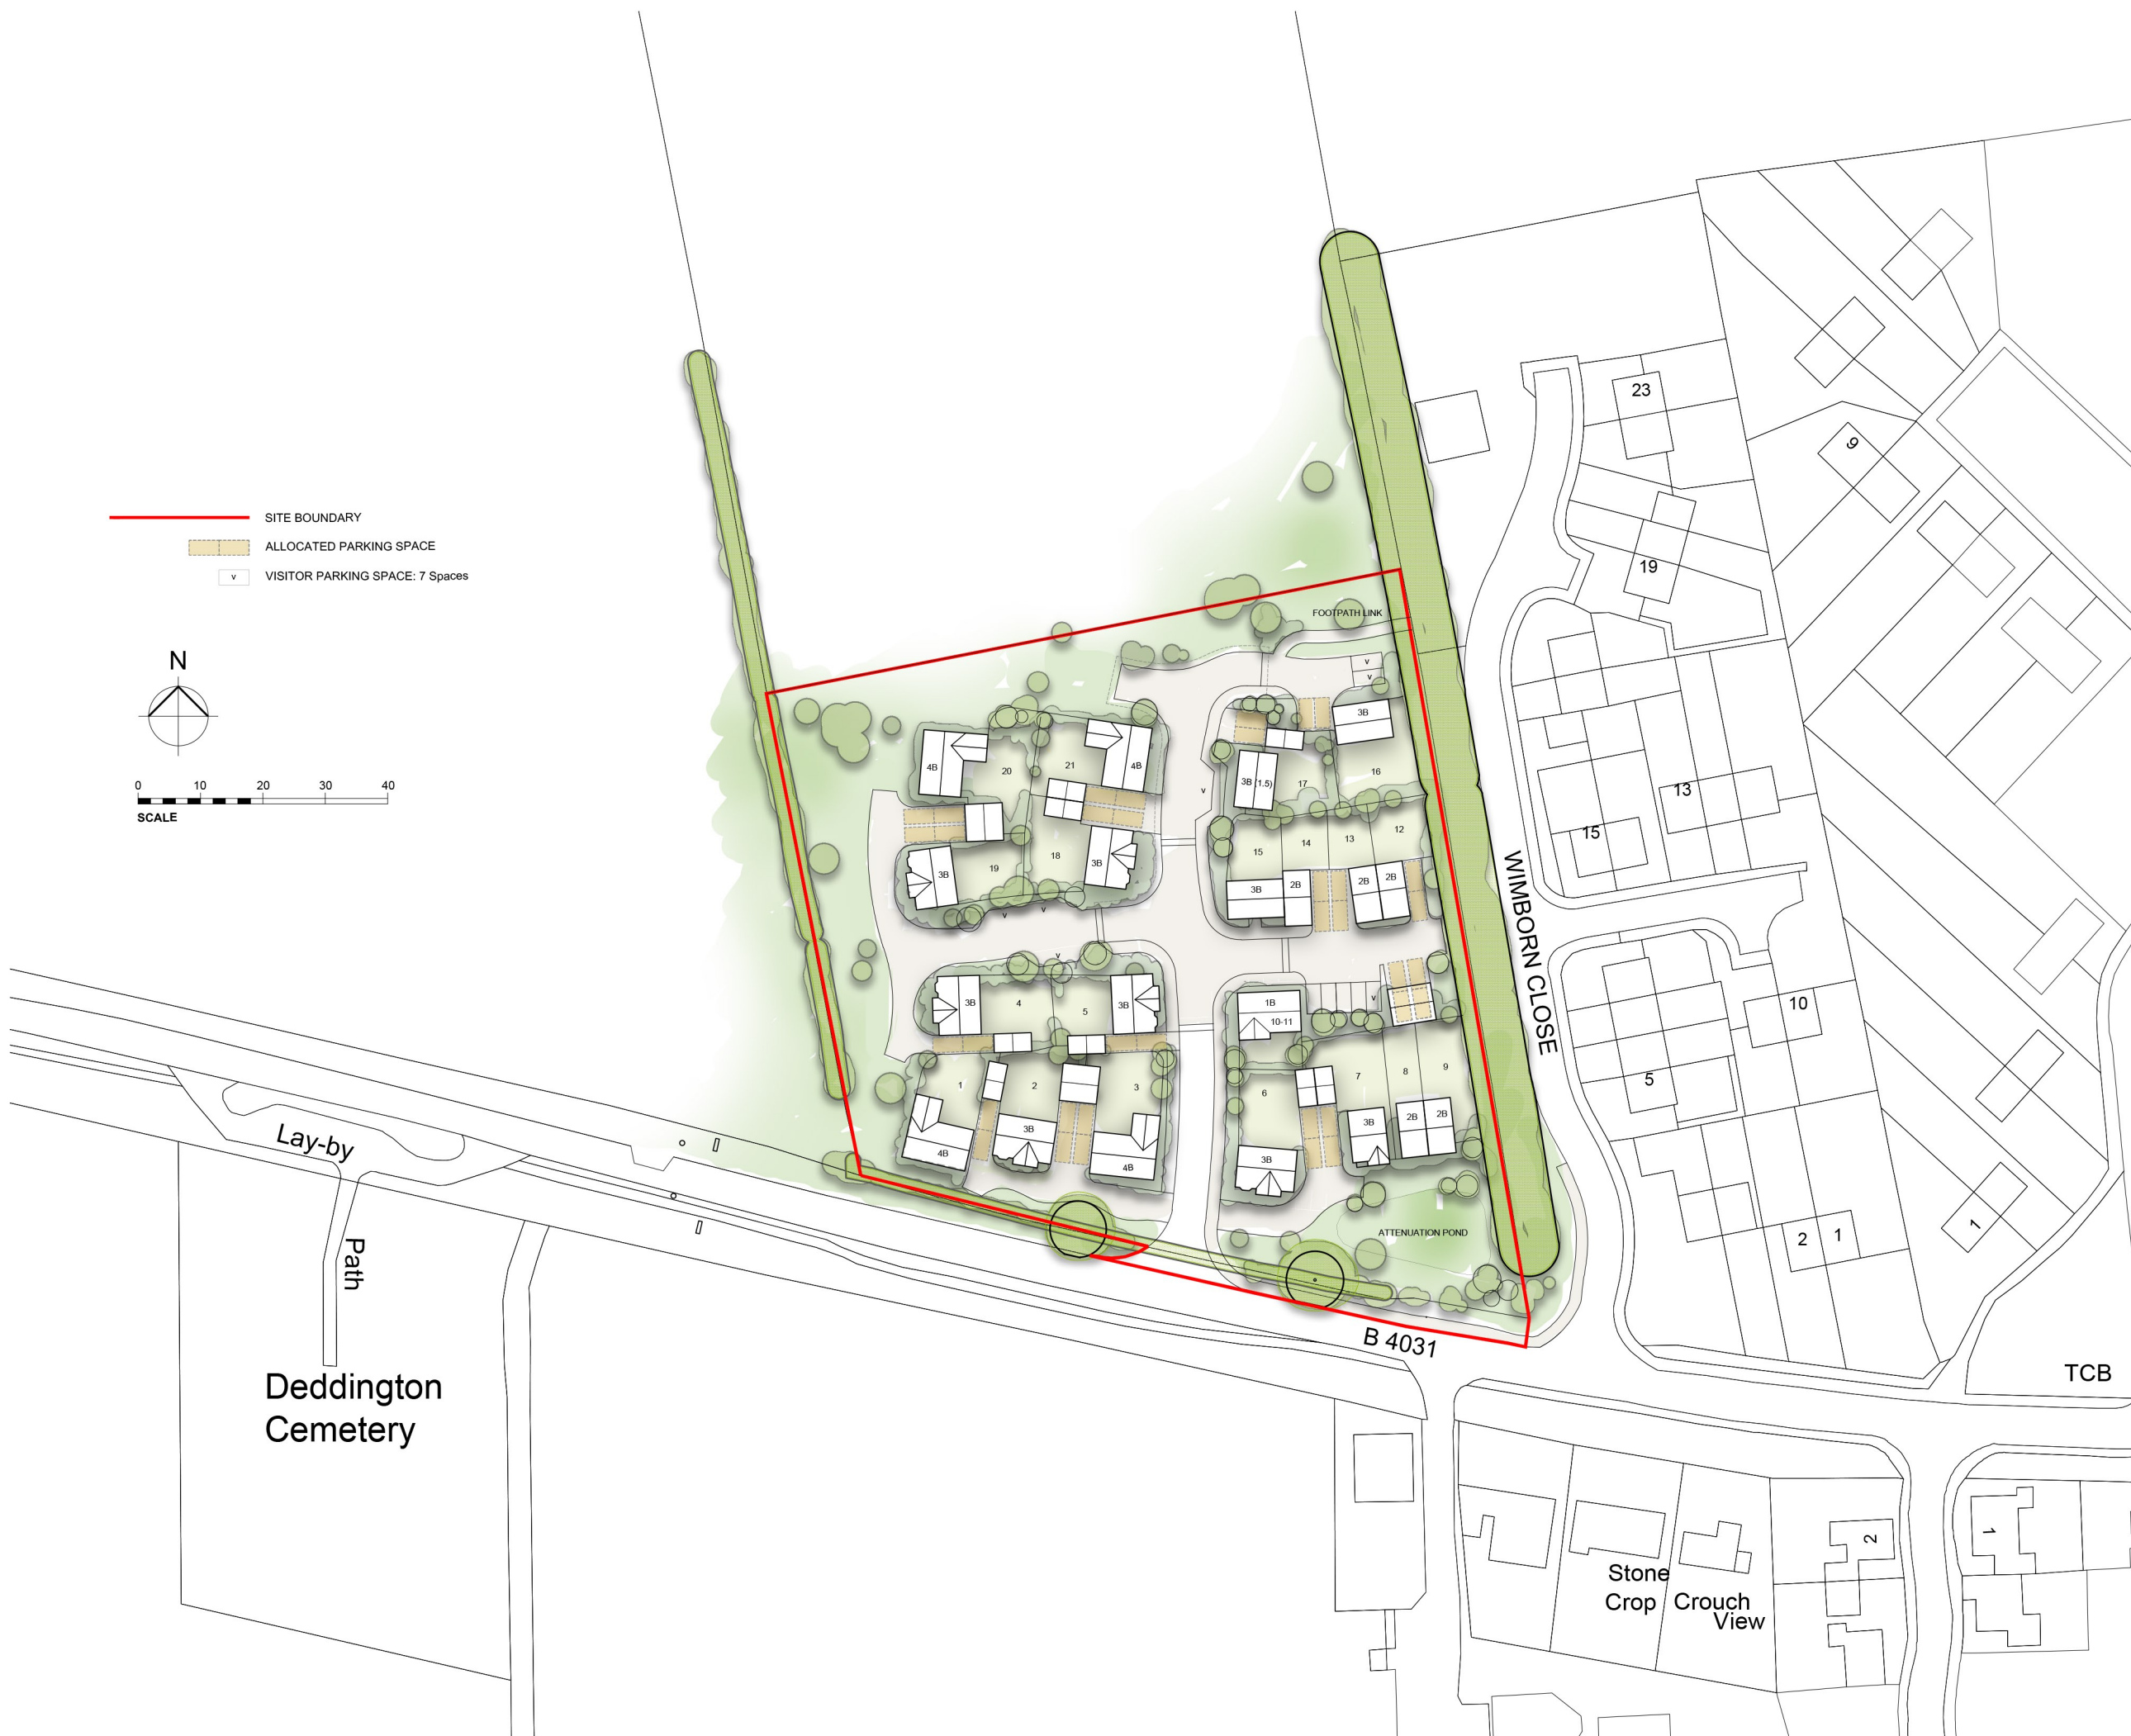 SITE BOUNDARY
ALLOCATED PARKING SPACE
v VISITOR PARKING SPACE: 7 Spaces
N
0 10 20 30 40
SCALE
23
9
19
FOOTPATH LINK
v
v
3B
4B
20
21
4B
3B (1.5)
17
16
v
13
15
18
3B
19
3B
15
14
13
12
3B
2B
2B
2B
v
v
WIMBORN CLOSE
v
3B
4
5
3B
1B
10-11
v
10
5
1
2
3
6
7
8
9
3B
4B
4B
3B
3B
2B
2B
ATTENUATION POND
2
1
1
Lay-by
Path
B 4031
Deddington
Cemetery
TCB
2
1
Stone
Crop
Crouch
View